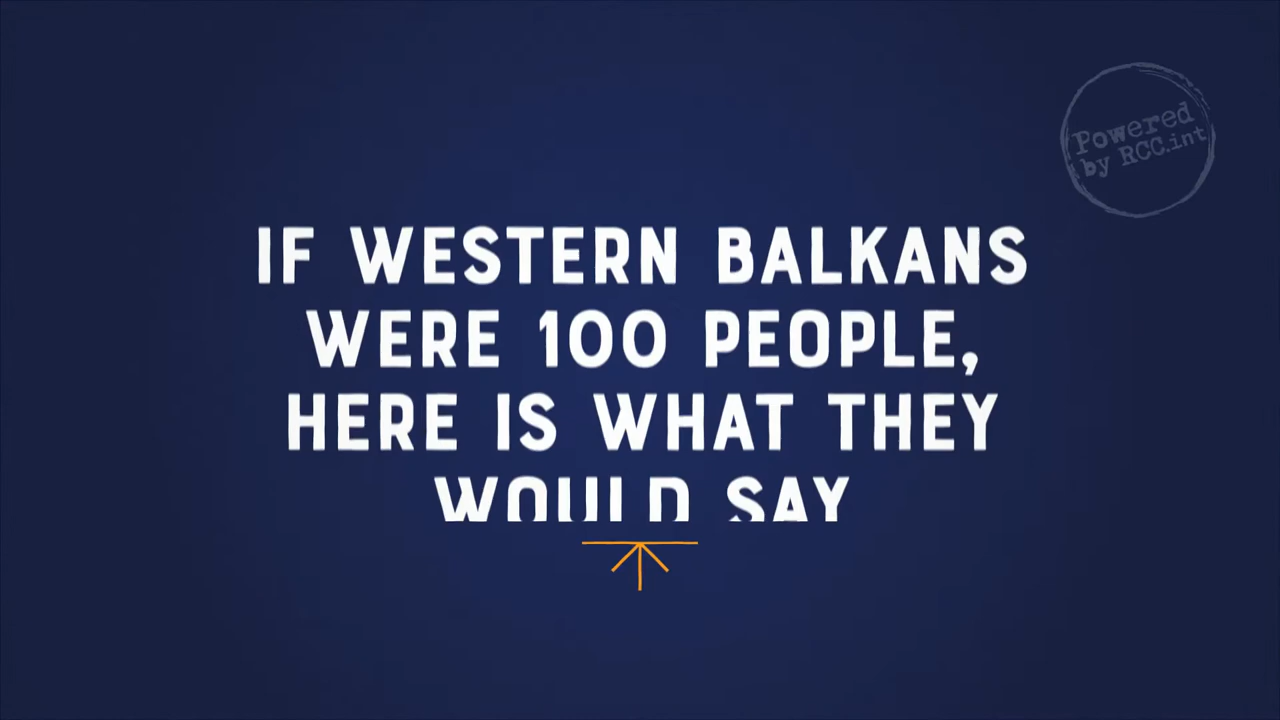 IF WESTERN BALKANS
WERE 100 PEOPLE,
HERE IS WHAT THEY
WOULD SAY
Powered
by RCC.int